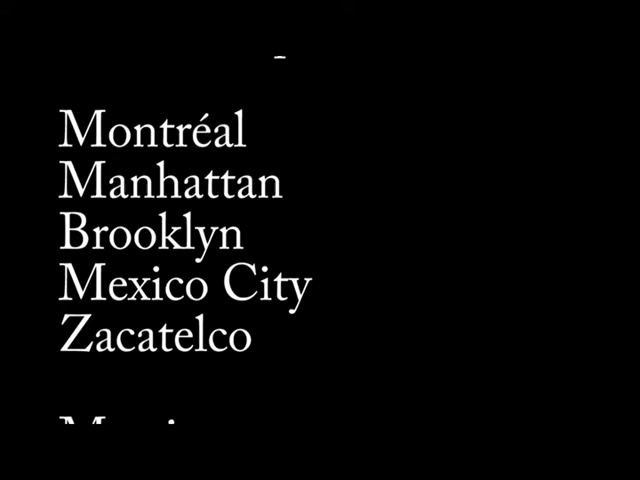 Montréal
Manhattan
Brooklyn
Mexico City
Zacatelco